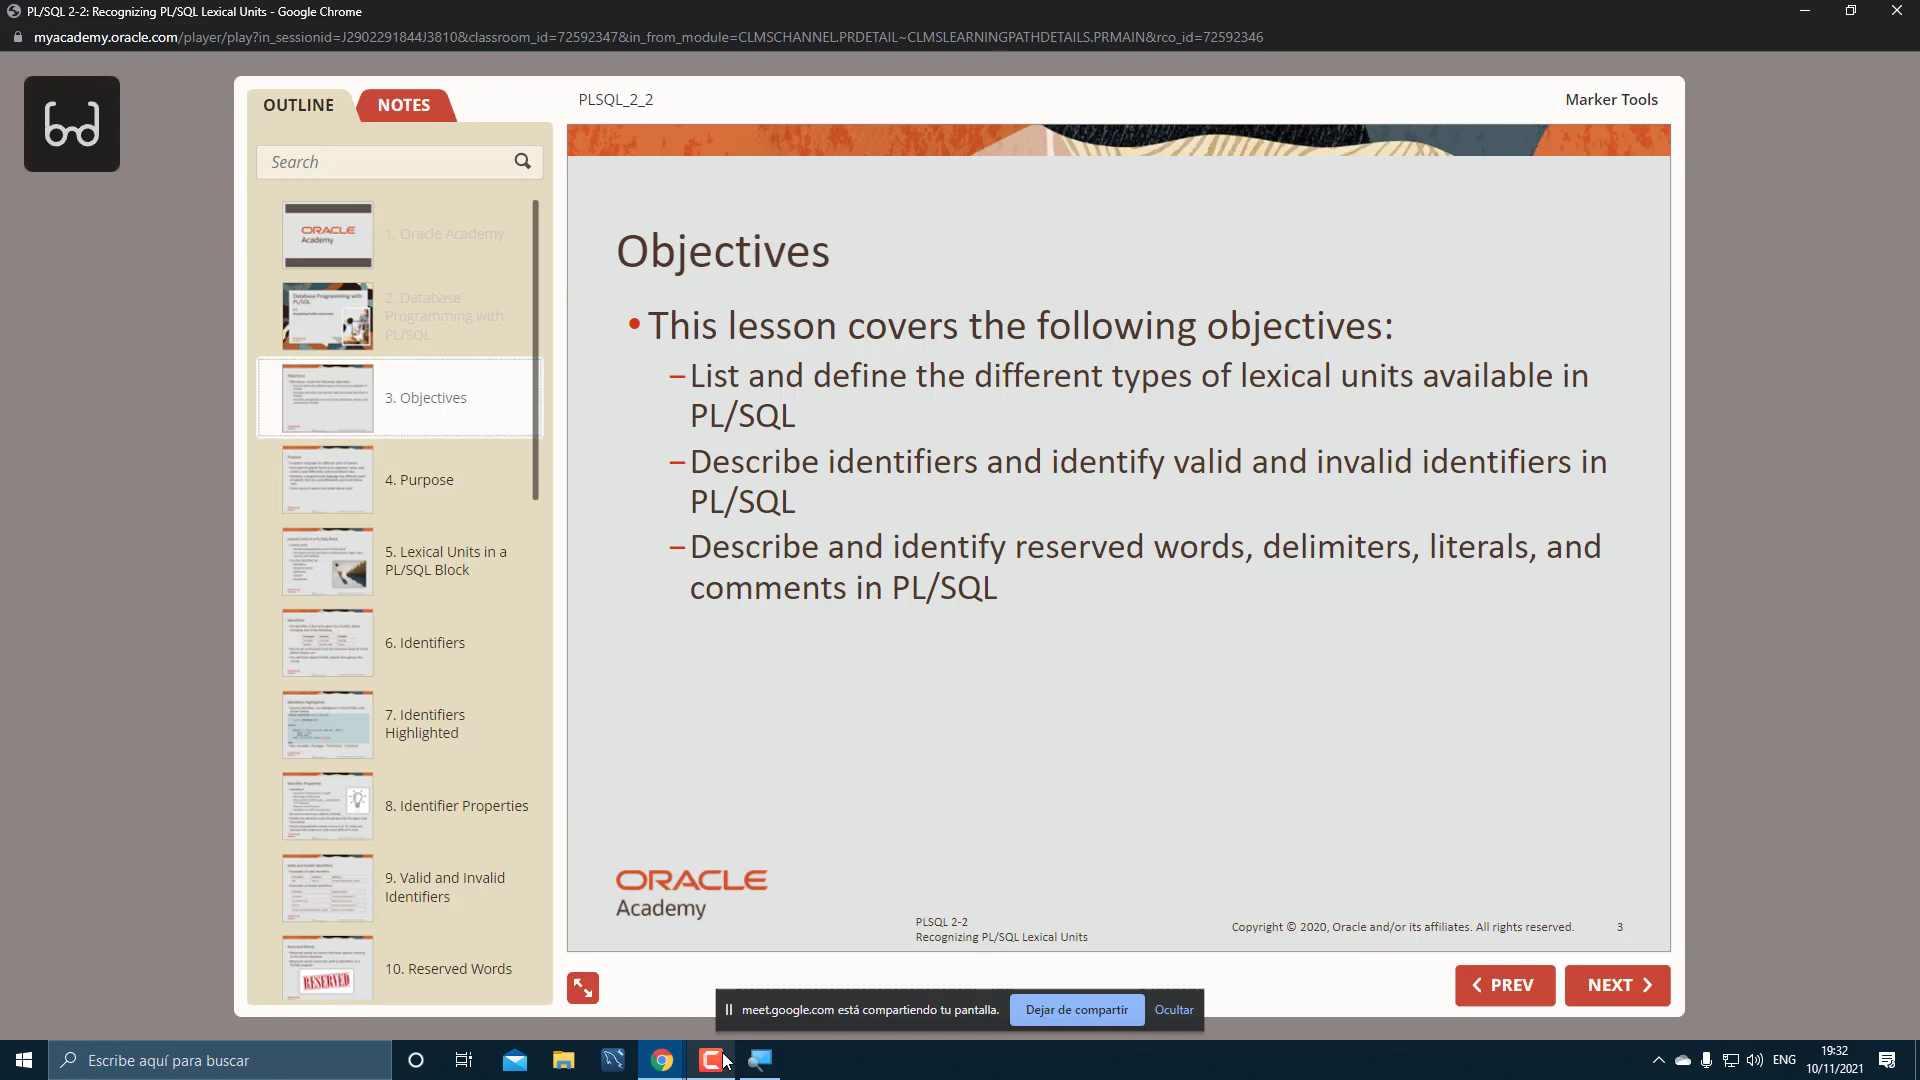 PL/SQL 2-2: Recognizing PL/SQL Lexical Units - Google Chrome
myacademy.oracle.com/player/play?in_sessionid=J2902291844J3810&classroom_id=72592347&in_from_module=CLMSCHANNEL.PRDETAIL~CLMSLEARNINGPATHDETAILS.PRMAIN&rco_id=72592346
OUTLINE
NOTES
PLSQL_2_2
Marker Tools
Search
ORACLE
Academy
1. Oracle Academy
Database Programming with
PL/SQL
2. Database
Programming with
PL/SQL
3. Objectives
4. Purpose
5. Lexical Units in a
PL/SQL Block
6. Identifiers
7. Identifiers
Highlighted
8. Identifier Properties
9. Valid and Invalid
Identifiers
RESERVED
10. Reserved Words
Objectives
• This lesson covers the following objectives:
–List and define the different types of lexical units available in
PL/SQL
–Describe identifiers and identify valid and invalid identifiers in
PL/SQL
–Describe and identify reserved words, delimiters, literals, and
comments in PL/SQL
ORACLE
Academy
PLSQL 2-2
Recognizing PL/SQL Lexical Units
Copyright © 2020, Oracle and/or its affiliates. All rights reserved.
3
PREV
NEXT
meet.google.com está compartiendo tu pantalla.
Dejar de compartir
Ocultar
Escribe aquí para buscar
ENG
19:32
10/11/2021